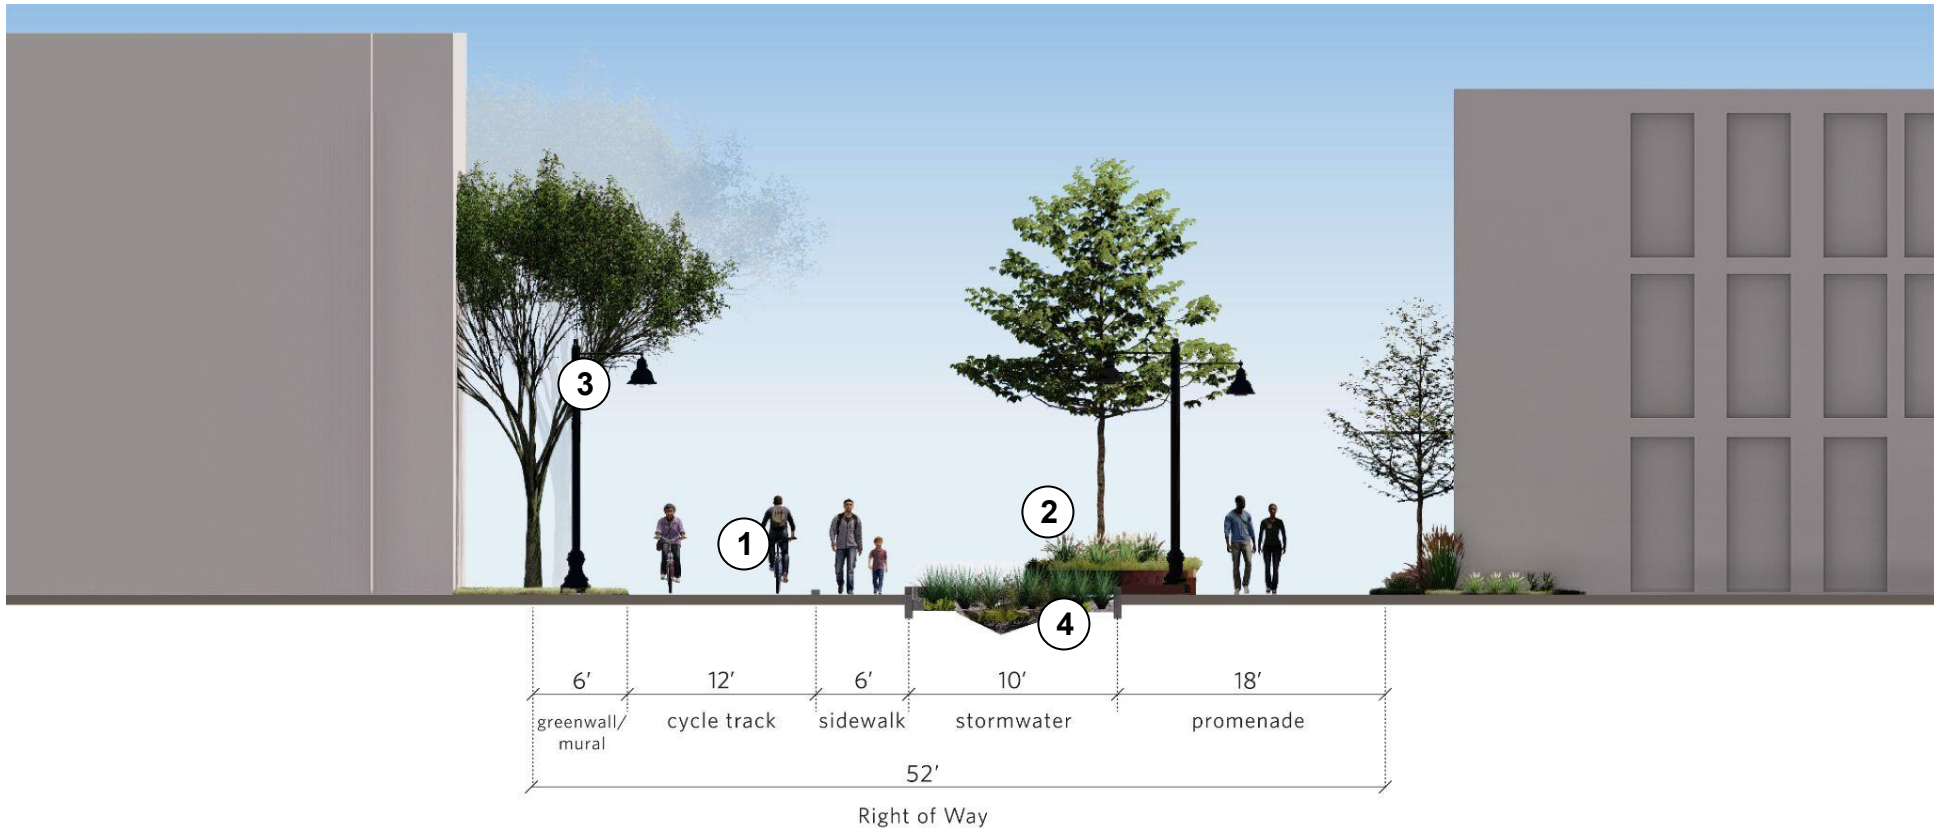 3
2
1
4
6' 12' 6' 10' 18'
greenwall/ cycle track sidewalk stormwater promenade
mural
52'
Right of Way